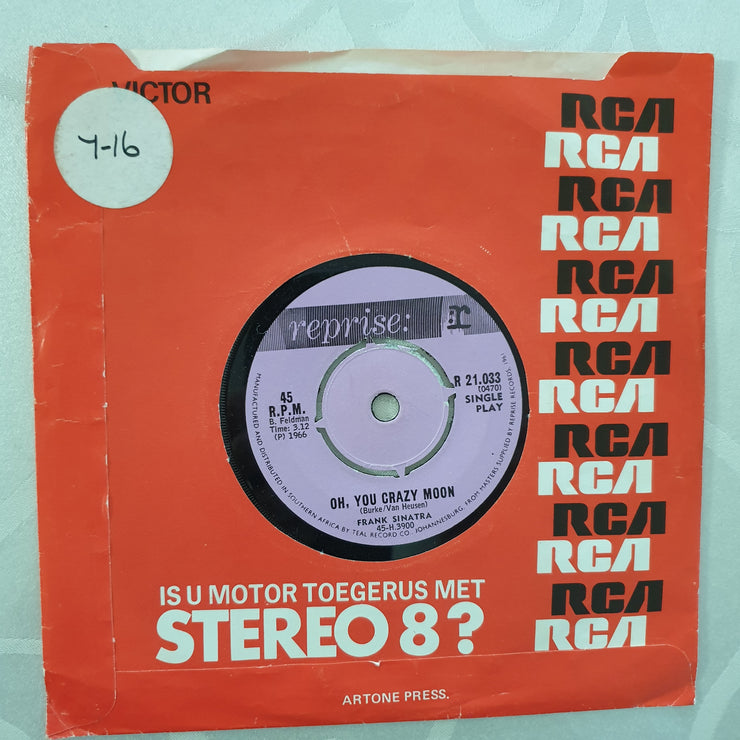 VICTOR
Y-16
RCA
RCA
RCA
RCA
RCA
RCA
RCA
RCA
RCA
RCA
RCA
RCA
RCA
RCA
reprise: r
45
R.P.M.
B. Feldman
Time: 3.12
(P) 1966
R 21.033
(0470)
SINGLE
PLAY
OH, YOU CRAZY MOON
(Burke/Van Heusen)
FRANK SINATRA
45-H.3900
MANUFACTURED AND DISTRIBUTED IN SOUTHERN AFRICA BY TEAL RECORD CO. JOHANNESBURG, FROM MASTERS SUPPLIED BY REPRISE RECORDS,
IS U MOTOR TOEGERUS MET
STEREO 8?
ARTONE PRESS.